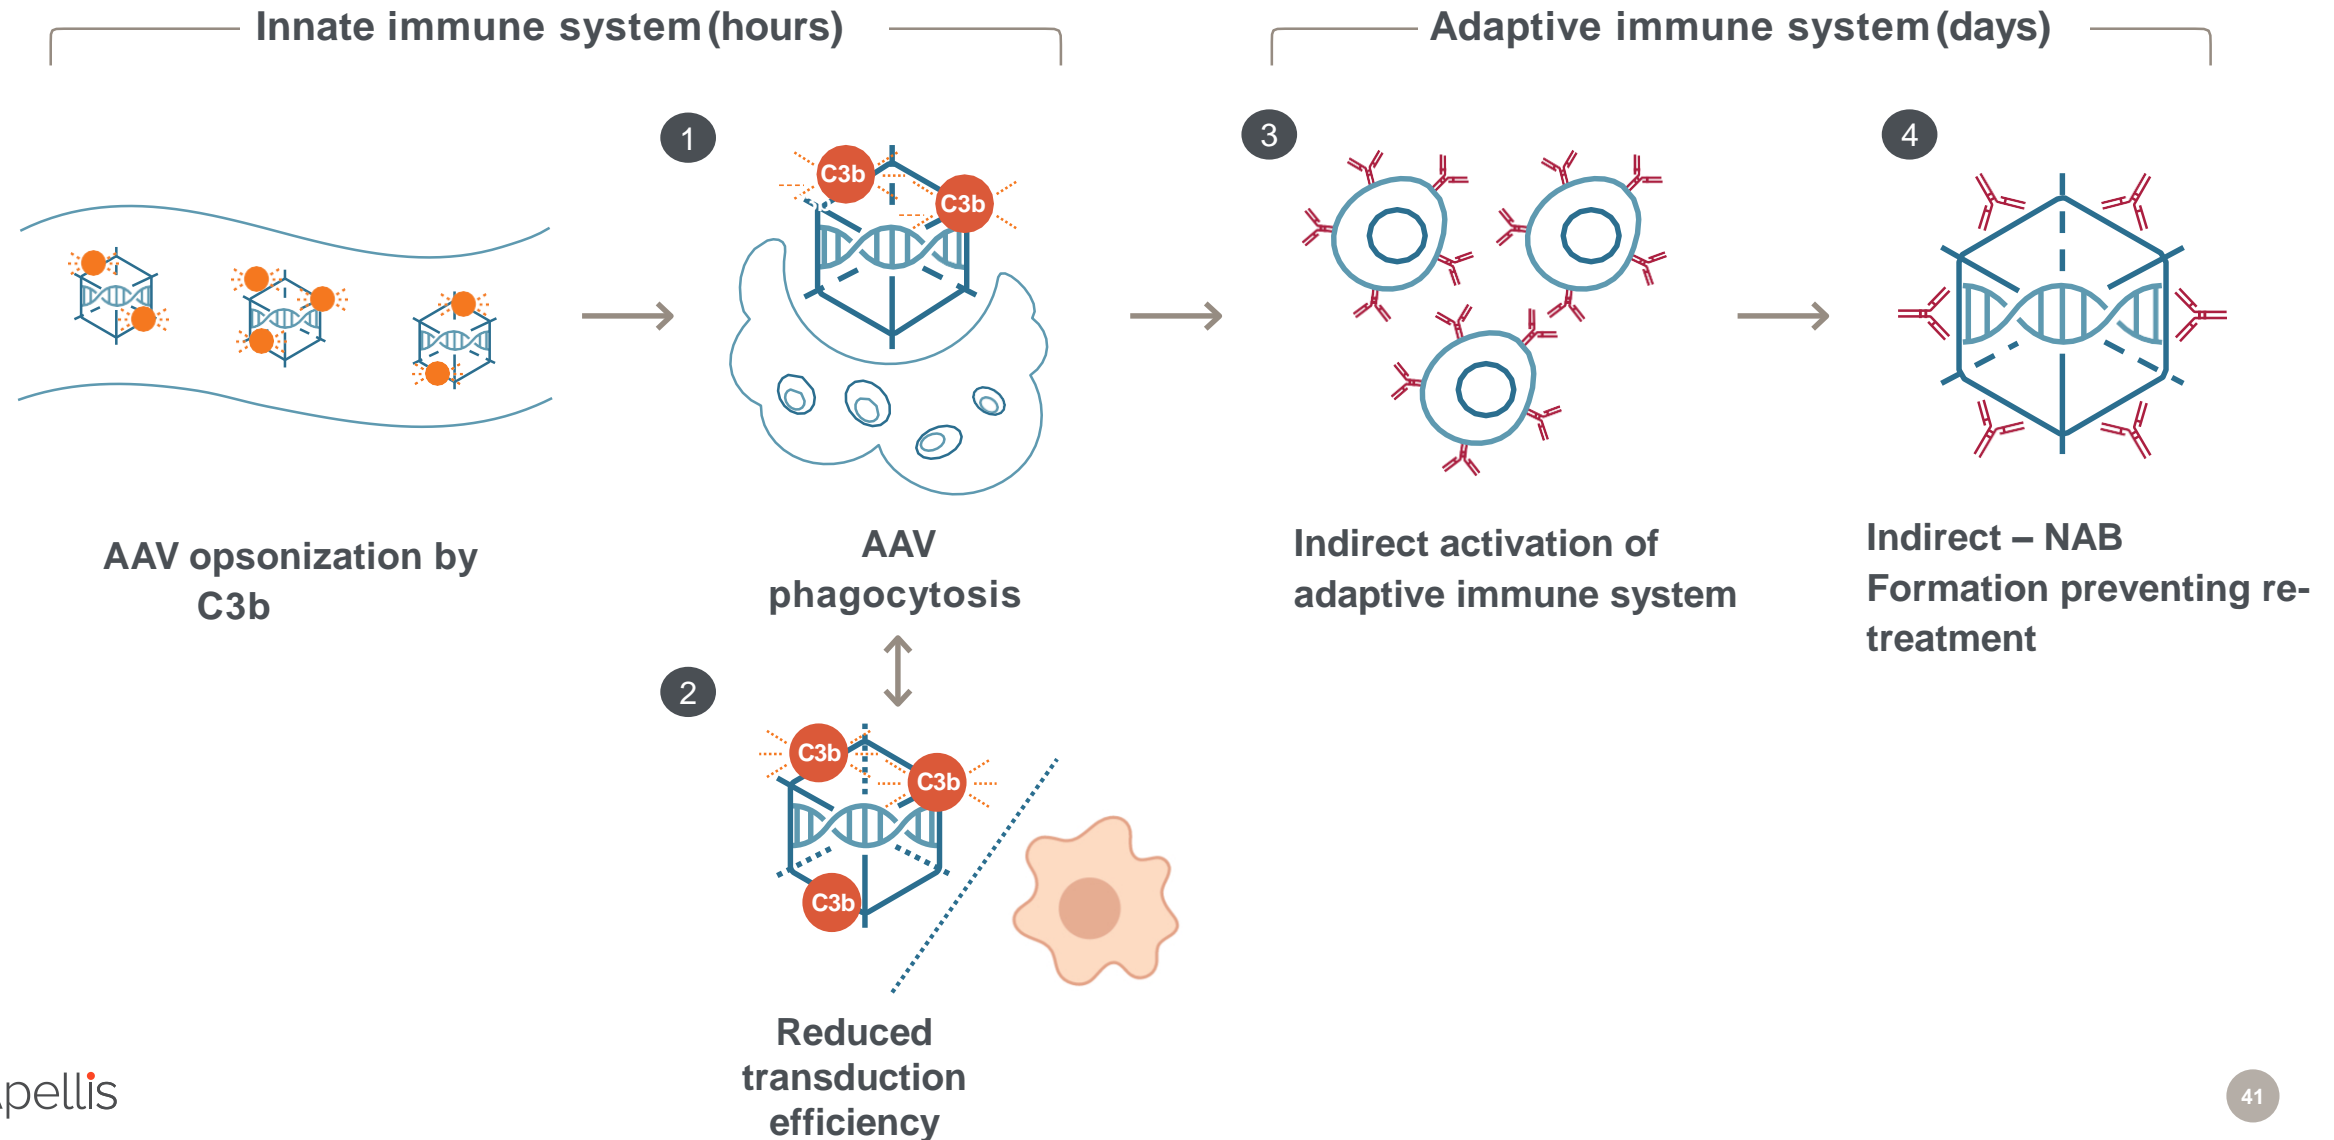 Innate immune system (hours)
Adaptive immune system (days)
1
C3b
C3b
3
4
AAV opsonization by
C3b
AAV
phagocytosis
Indirect activation of
adaptive immune system
Indirect – NAB
Formation preventing re-
treatment
2
C3b
C3b
C3b
Reduced
transduction
efficiency
pellis
41